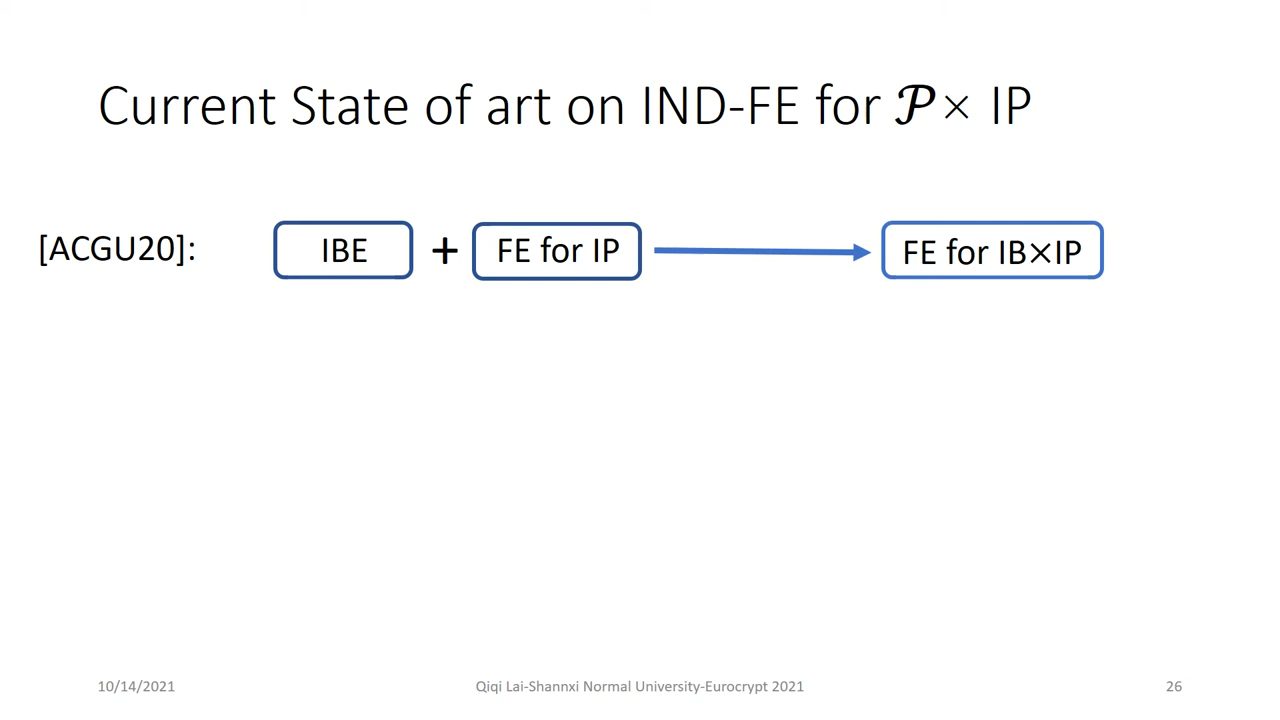 Current State of art on IND-FE for 𝓟 × IP
[ACGU20]: IBE + FE for IP FE for IB×IP
10/14/2021 Qiqi Lai-Shannxi Normal University-Eurocrypt 2021 26